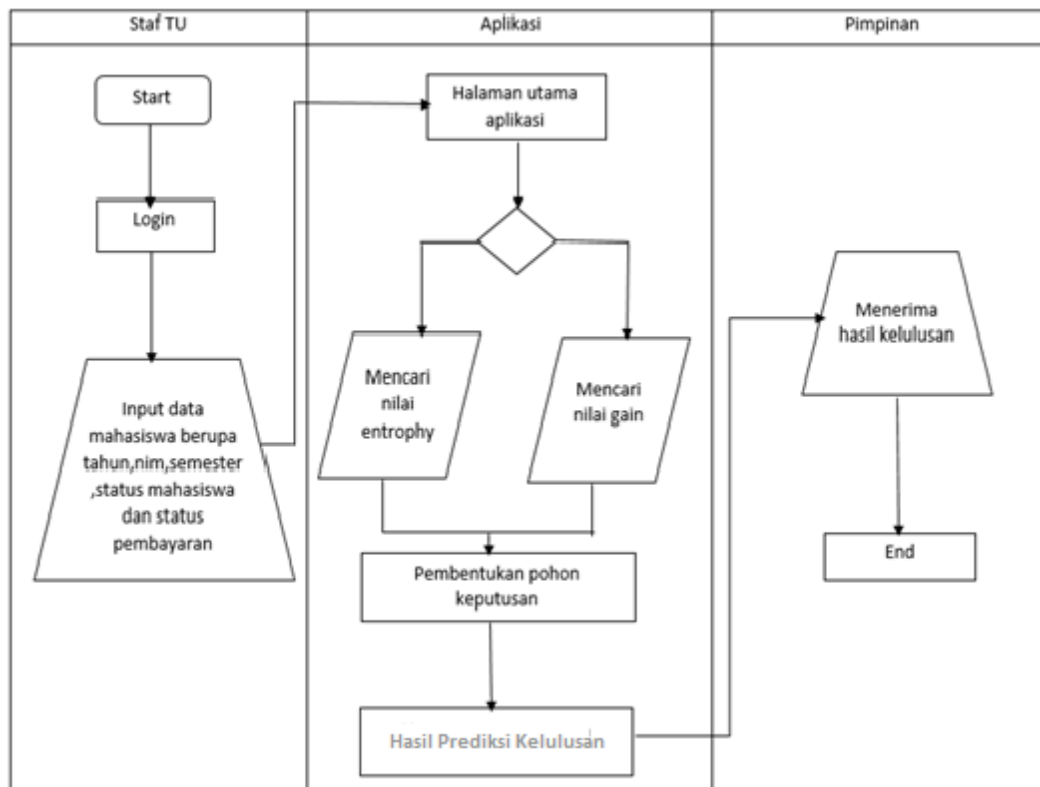 Staf TU
Aplikasi
Pimpinan
Start
Login
Input data
mahasiswa berupa
tahun,nim,semester
,status mahasiswa
dan status
pembayaran
Halaman utama
aplikasi
Mencari
nilai
entrophy
Mencari
nilai gain
Pembentukan pohon
keputusan
Hasil Prediksi Kelulusan
Menerima
hasil kelulusan
End